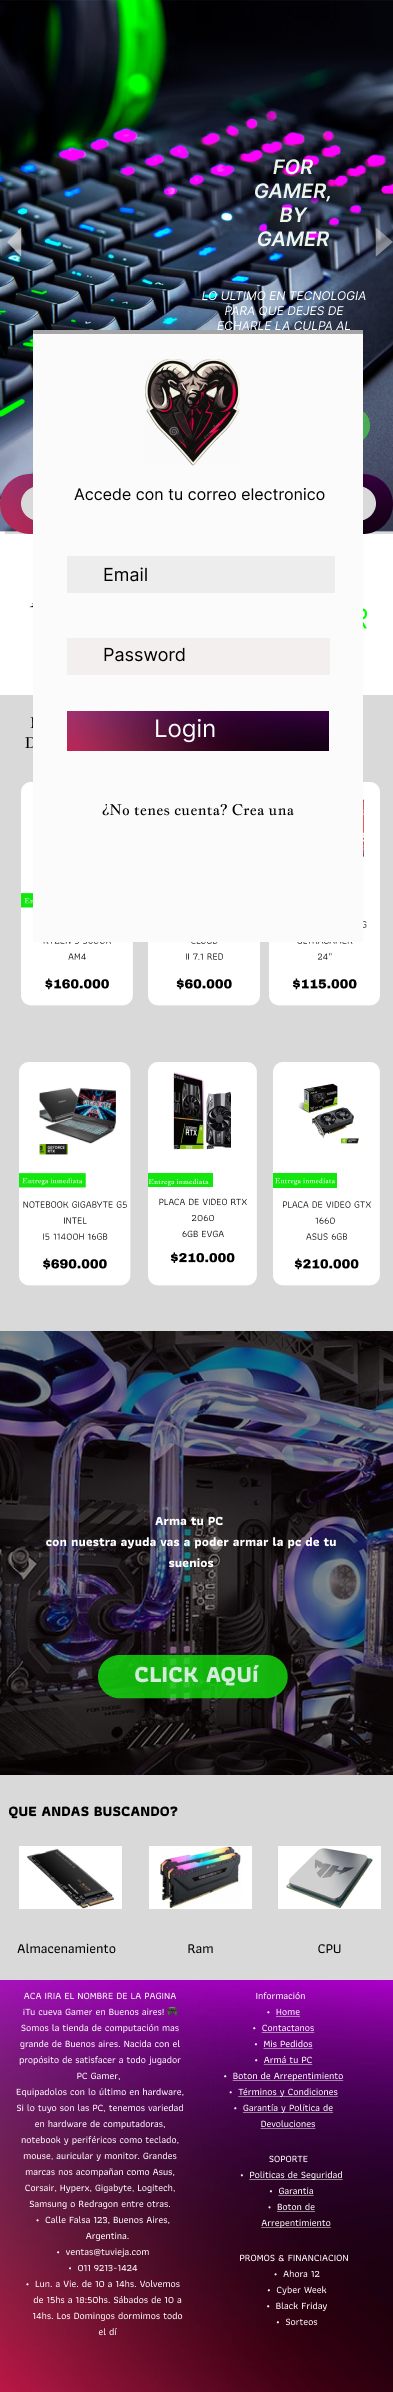 FOR
GAMER,
BY
GAMER
LO ULTIMO EN TECNOLOGIA
PARA QUE DEJES DE
ECHARLE LA CULPA AL
Accede con tu correo electronico
Email
Password
Login
¿No tenes cuenta? Crea una
AM4
II 7.1 RED
24"
$160.000
$60.000
$115.000
Entrega inmediata
Entrega inmediata
Entrega inmediata
NOTEBOOK GIGABYTE G5
INTEL
I5 11400H 16GB
$690.000
PLACA DE VIDEO RTX
2060
6GB EVGA
$210.000
PLACA DE VIDEO GTX
1660
ASUS 6GB
$210.000
Arma tu PC
con nuestra ayuda vas a poder armar la pc de tu
suenios
CLICK AQUÍ
QUE ANDAS BUSCANDO?
Almacenamiento
Ram
CPU
ACA IRIA EL NOMBRE DE LA PAGINA
¡Tu cueva Gamer en Buenos aires!
Somos la tienda de computación mas
grande de Buenos aires. Nacida con el
propósito de satisfacer a todo jugador
PC Gamer,
Equipadolos con lo último en hardware,
Si lo tuyo son las PC, tenemos variedad
en hardware de computadoras,
notebook y periféricos como teclado,
mouse, auricular y monitor. Grandes
marcas nos acompañan como Asus,
Corsair, Hyperx, Gigabyte, Logitech,
Samsung o Redragon entre otras.
• Calle Falsa 123, Buenos Aires,
Argentina.
• ventas@tuvieja.com
• 011 9213-1424
• Lun. a Vie. de 10 a 14hs. Volvemos
de 15hs a 18:50hs. Sábados de 10 a
14hs. Los Domingos dormimos todo
el dí
Información
• Home
• Contactanos
• Mis Pedidos
• Armá tu PC
• Boton de Arrepentimiento
• Términos y Condiciones
• Garantía y Política de
Devoluciones
SOPORTE
• Politicas de Seguridad
• Garantia
• Boton de
Arrepentimiento
PROMOS & FINANCIACION
• Ahora 12
• Cyber Week
• Black Friday
• Sorteos